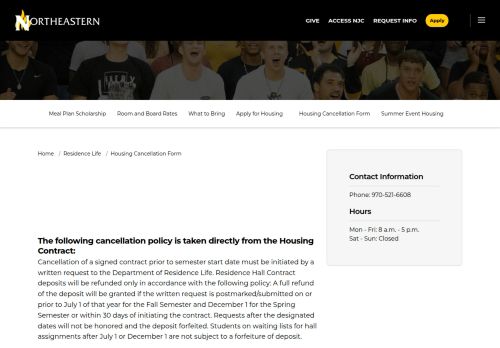 NORTHEASTERN
GIVE ACCESS NJC REQUEST INFO Apply
Meal Plan Scholarship Room and Board Rates What to Bring Apply for Housing Housing Cancellation Form Summer Event Housing
Home / Residence Life / Housing Cancellation Form
Contact Information
Phone: 970-521-6608
Hours
Mon - Fri: 8 a.m. - 5 p.m.
Sat - Sun: Closed
The following cancellation policy is taken directly from the Housing
Contract:
Cancellation of a signed contract prior to semester start date must be initiated by a
written request to the Department of Residence Life. Residence Hall Contract
deposits will be refunded only in accordance with the following policy: A full refund
of the deposit will be granted if the written request is postmarked/submitted on or
prior to July 1 of that year for the Fall Semester and December 1 for the Spring
Semester or within 30 days of initiating the contract. Requests after the designated
dates will not be honored and the deposit forfeited. Students on waiting lists for hall
assignments after July 1 or December 1 are not subject to a forfeiture of deposit.